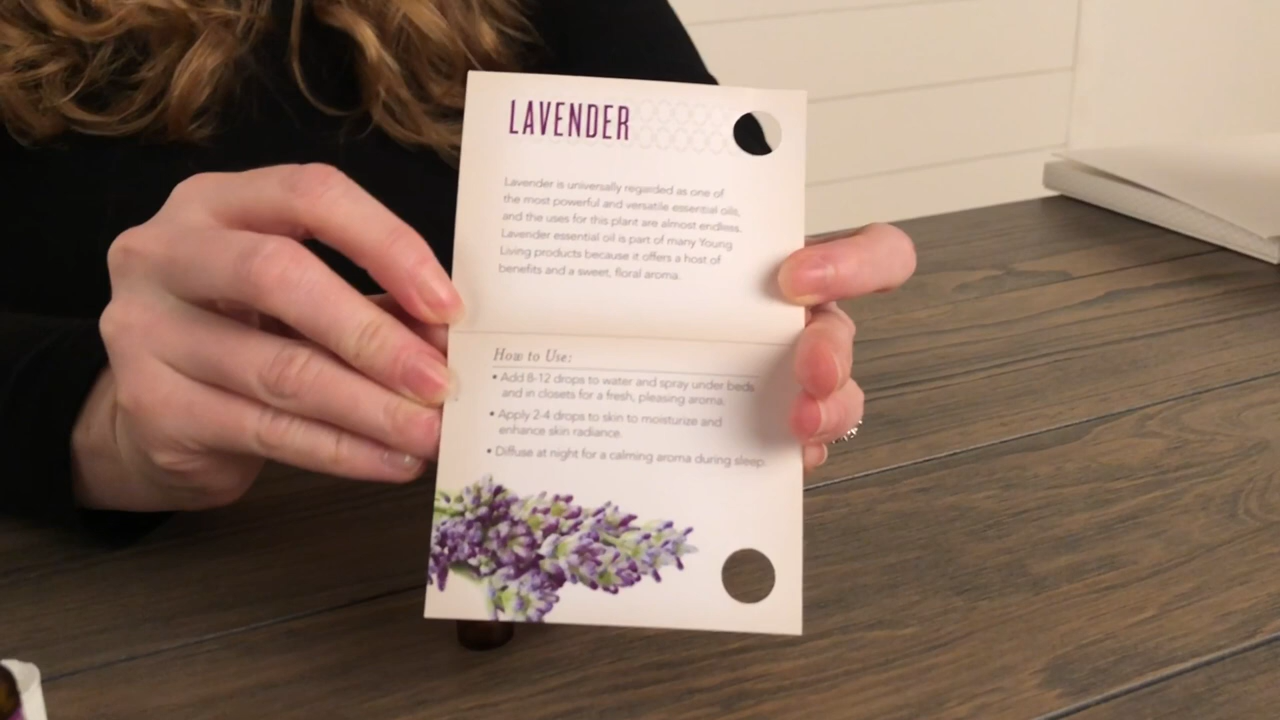 LAVENDER
Lavender is universally regarded as one of
the most powerful and versatile essential oils,
and the uses for this plant are almost endless.
Lavender essential oil is part of many Young
Living products because it offers a host of
benefits and a sweet, floral aroma.
How to Use:
• Add 8-12 drops to water and spray under beds
and in closets for a fresh, pleasing aroma.
• Apply 2-4 drops to skin to moisturize and
enhance skin radiance.
• Diffuse at night for a calming aroma during sleep.